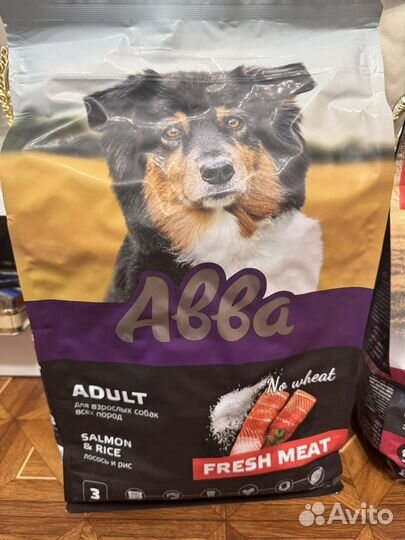 Авва
No wheat
ADULT
для взрослых собак
всех пород
SALMON
& RICE
лосось и рис
FRESH MEAT
3
Avito